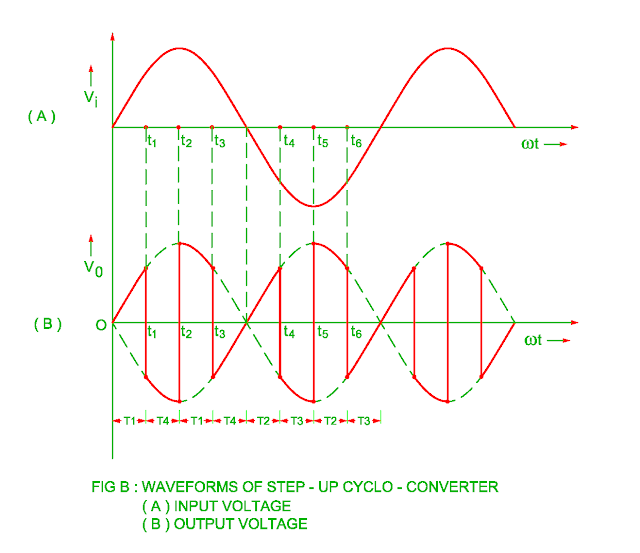 Vi
( A )
t1 t2 t3 t4 t5 t6
ωt
V0
( B )
O
t1 t2 t3 t4 t5 t6
ωt
T1 T4 T1 T4 T2 T3 T2 T3
FIG B : WAVEFORMS OF STEP - UP CYCLO - CONVERTER
( A ) INPUT VOLTAGE
( B ) OUTPUT VOLTAGE